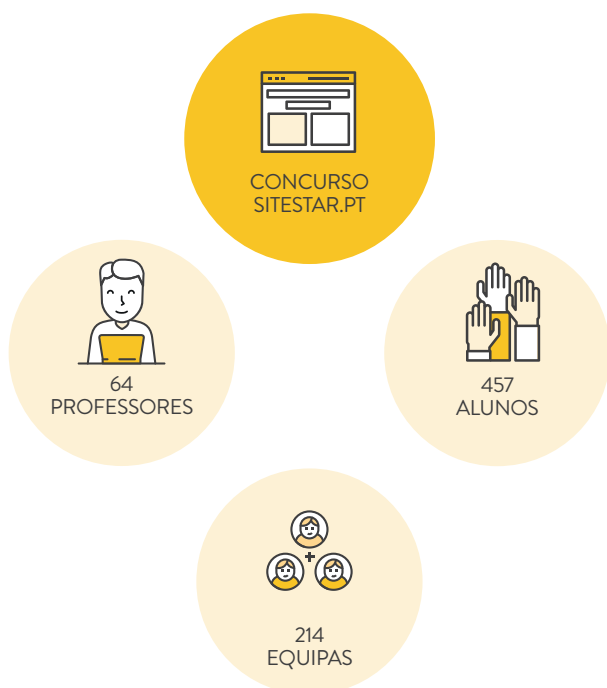 CONCURSO
SITESTAR.PT
64
PROFESSORES
457
ALUNOS
214
EQUIPAS